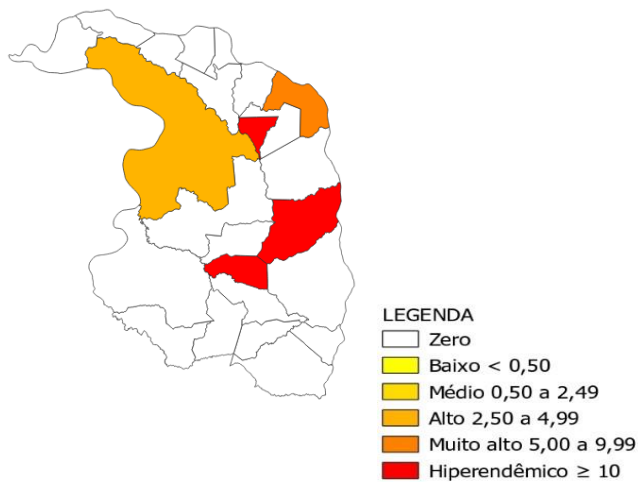 LEGENDA
Zero
Baixo < 0,50
Médio 0,50 a 2,49
Alto 2,50 a 4,99
Muito alto 5,00 a 9,99
Hiperendêmico ≥ 10